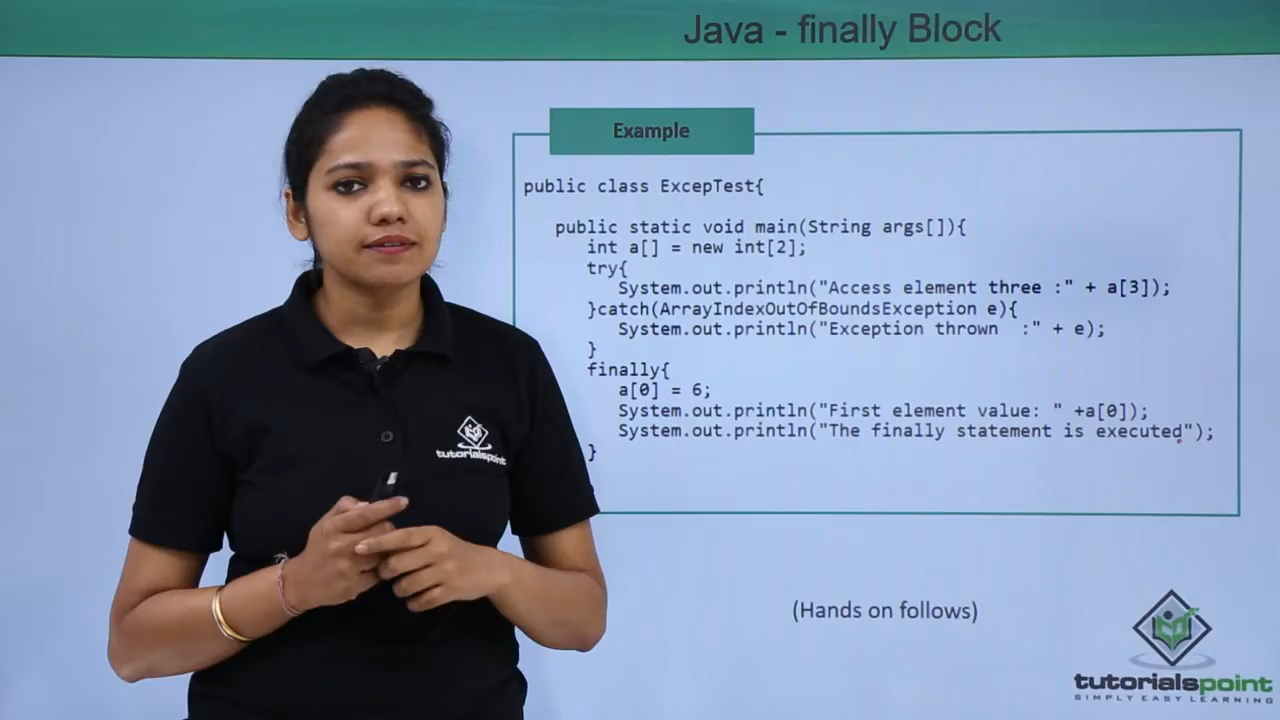 Java - finally Block
Example
public class ExcepTest{
public static void main(String args[]){
int a[] = new int[2];
try{
System.out.println("Access element three :" + a[3]);
}catch(ArrayIndexOutOfBoundsException e){
System.out.println("Exception thrown  :" + e);
}
finally{
a[0] = 6;
System.out.println("First element value: " +a[0]);
System.out.println("The finally statement is executed");
}
(Hands on follows)
tutorialspoint
tutorialspoint
SIMPLY EASY LEARNING